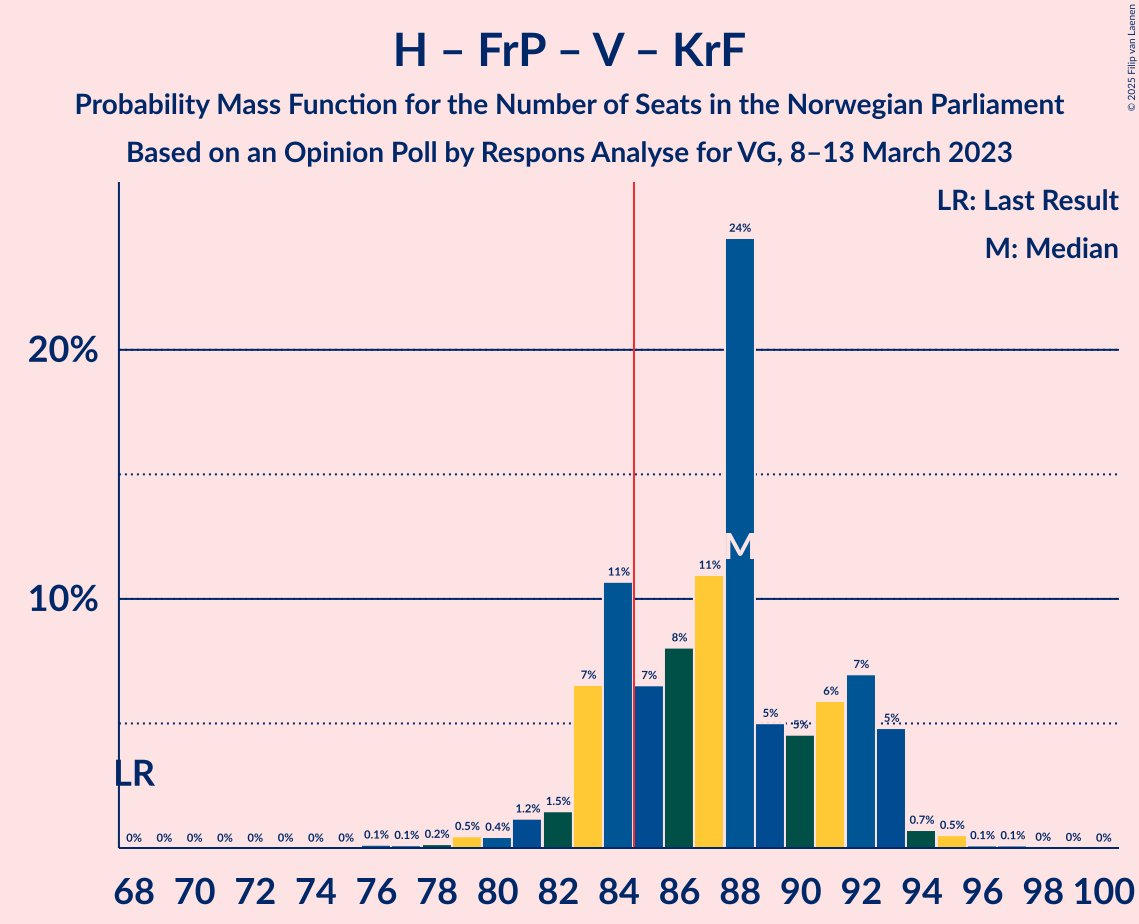 H – FrP – V – KrF
Probability Mass Function for the Number of Seats in the Norwegian Parliament
Based on an Opinion Poll by Respons Analyse for VG, 8–13 March 2023
© 2025 Filip van Laenen
LR: Last Result
M: Median
20%
10%
LR
M
0% 0% 0% 0% 0% 0% 0% 0% 0.1% 0.1% 0.2% 0.5% 0.4% 1.2% 1.5% 7% 11% 7% 8% 11% 24% 5% 5% 6% 7% 5% 0.7% 0.5% 0.1% 0.1% 0% 0% 0%
68 70 72 74 76 78 80 82 84 86 88 90 92 94 96 98 100